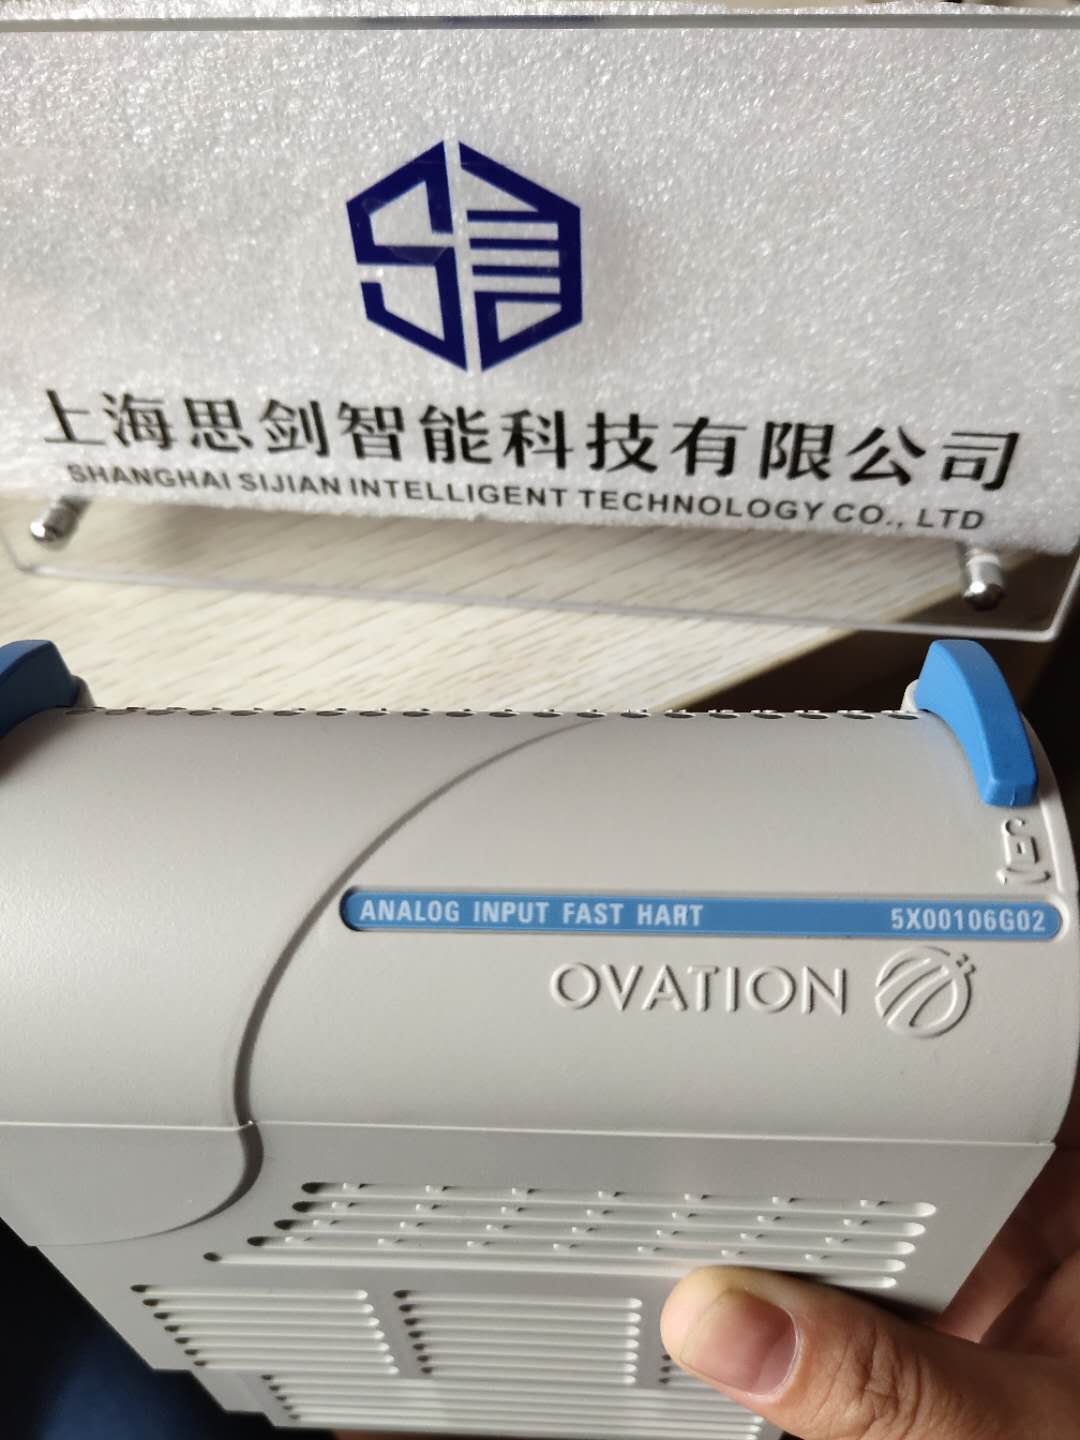 上海思剑智能科技有限公司
SHANGHAI SIJIAN INTELLIGENT TECHNOLOGY CO., LTD
ANALOG INPUT FAST HART 5X00106G02
OVATION